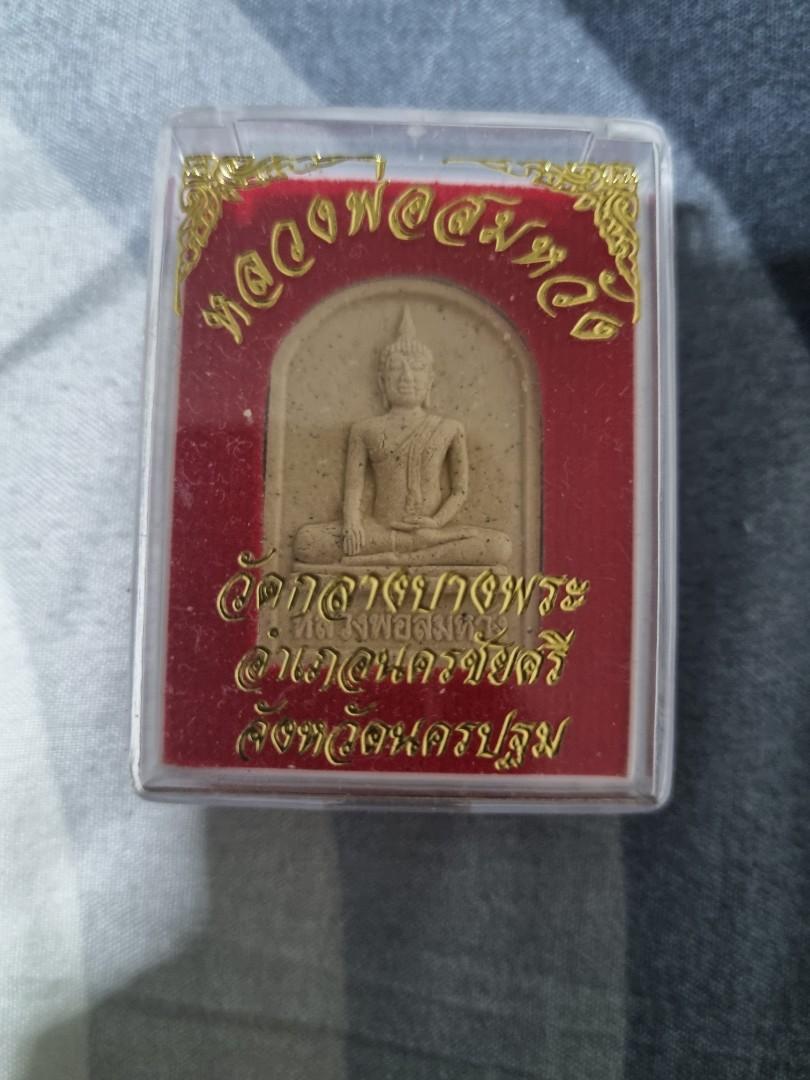 หลวงพ่อสมหวัง
วัดกลางบางพระ
หลวงพ่อสมหวัง
อำเภอนครชัยศรี
จังหวัดนครปฐม